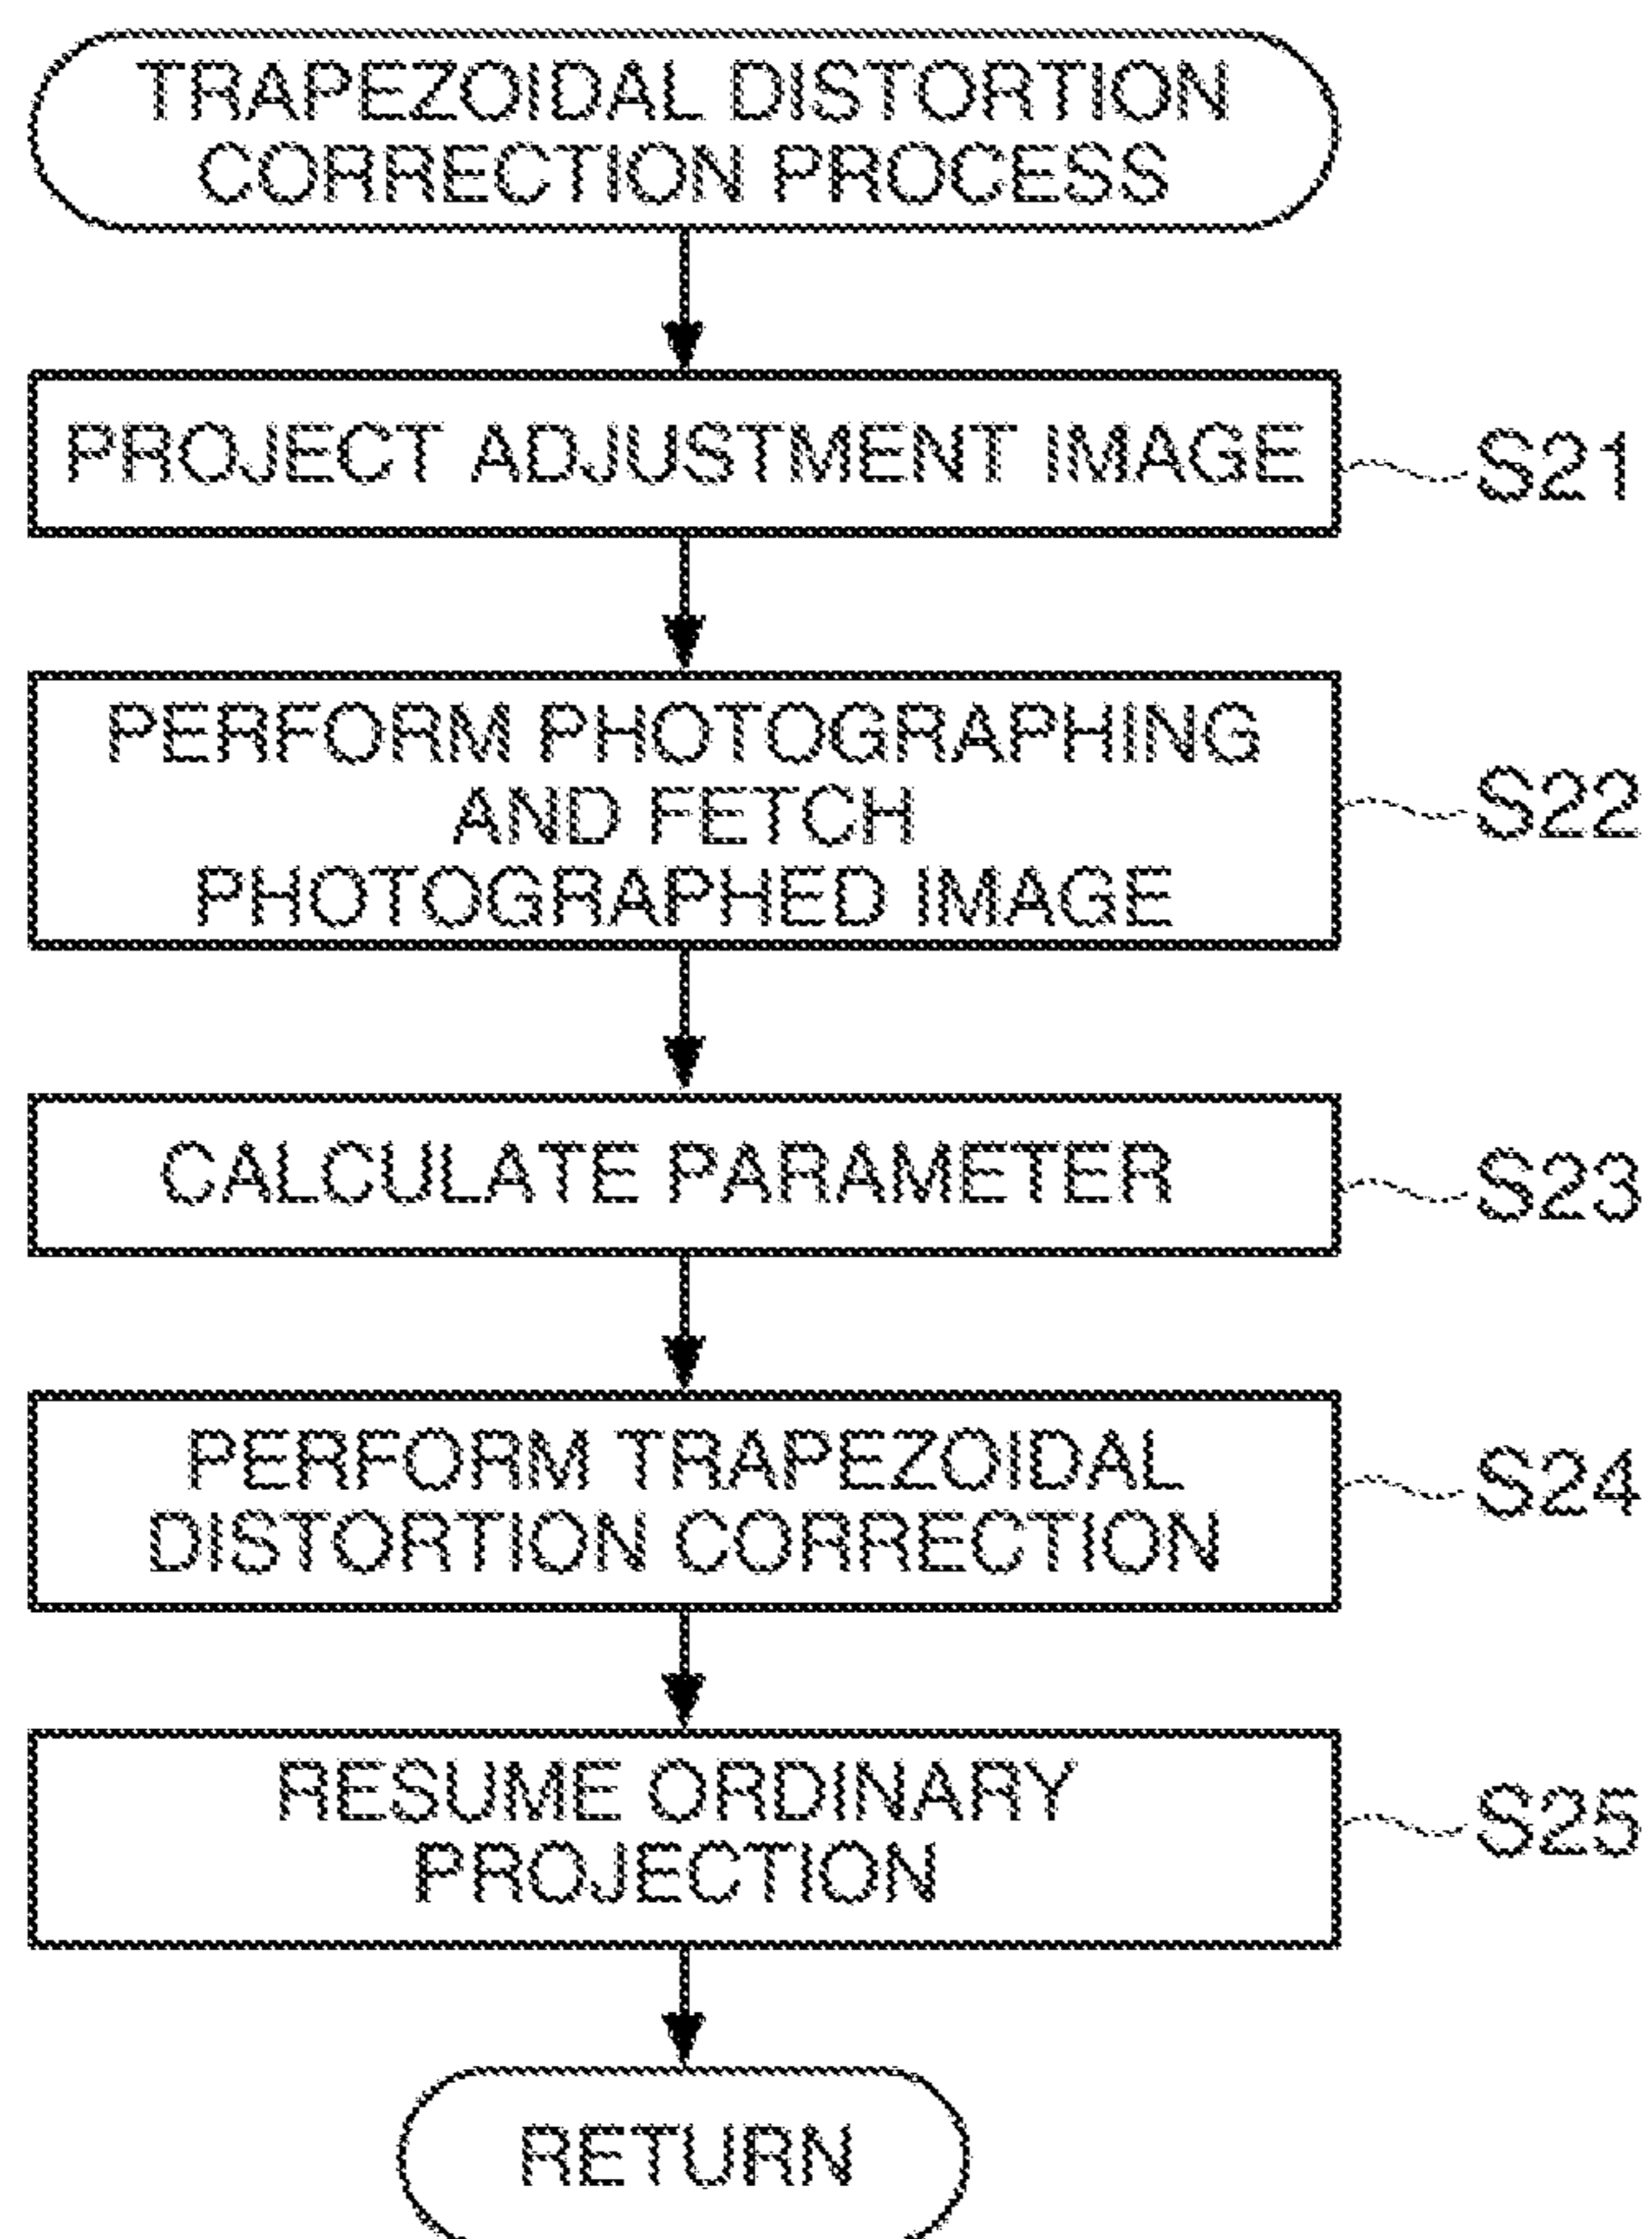 TRAPEZOIDAL DISTORTION
CORRECTION PROCESS
PROJECT ADJUSTMENT IMAGE
S21
PERFORM PHOTOGRAPHING
AND FETCH
PHOTOGRAPHED IMAGE
S22
CALCULATE PARAMETER
S23
PERFORM TRAPEZOIDAL
DISTORTION CORRECTION
S24
RESUME ORDINARY
PROJECTION
S25
RETURN